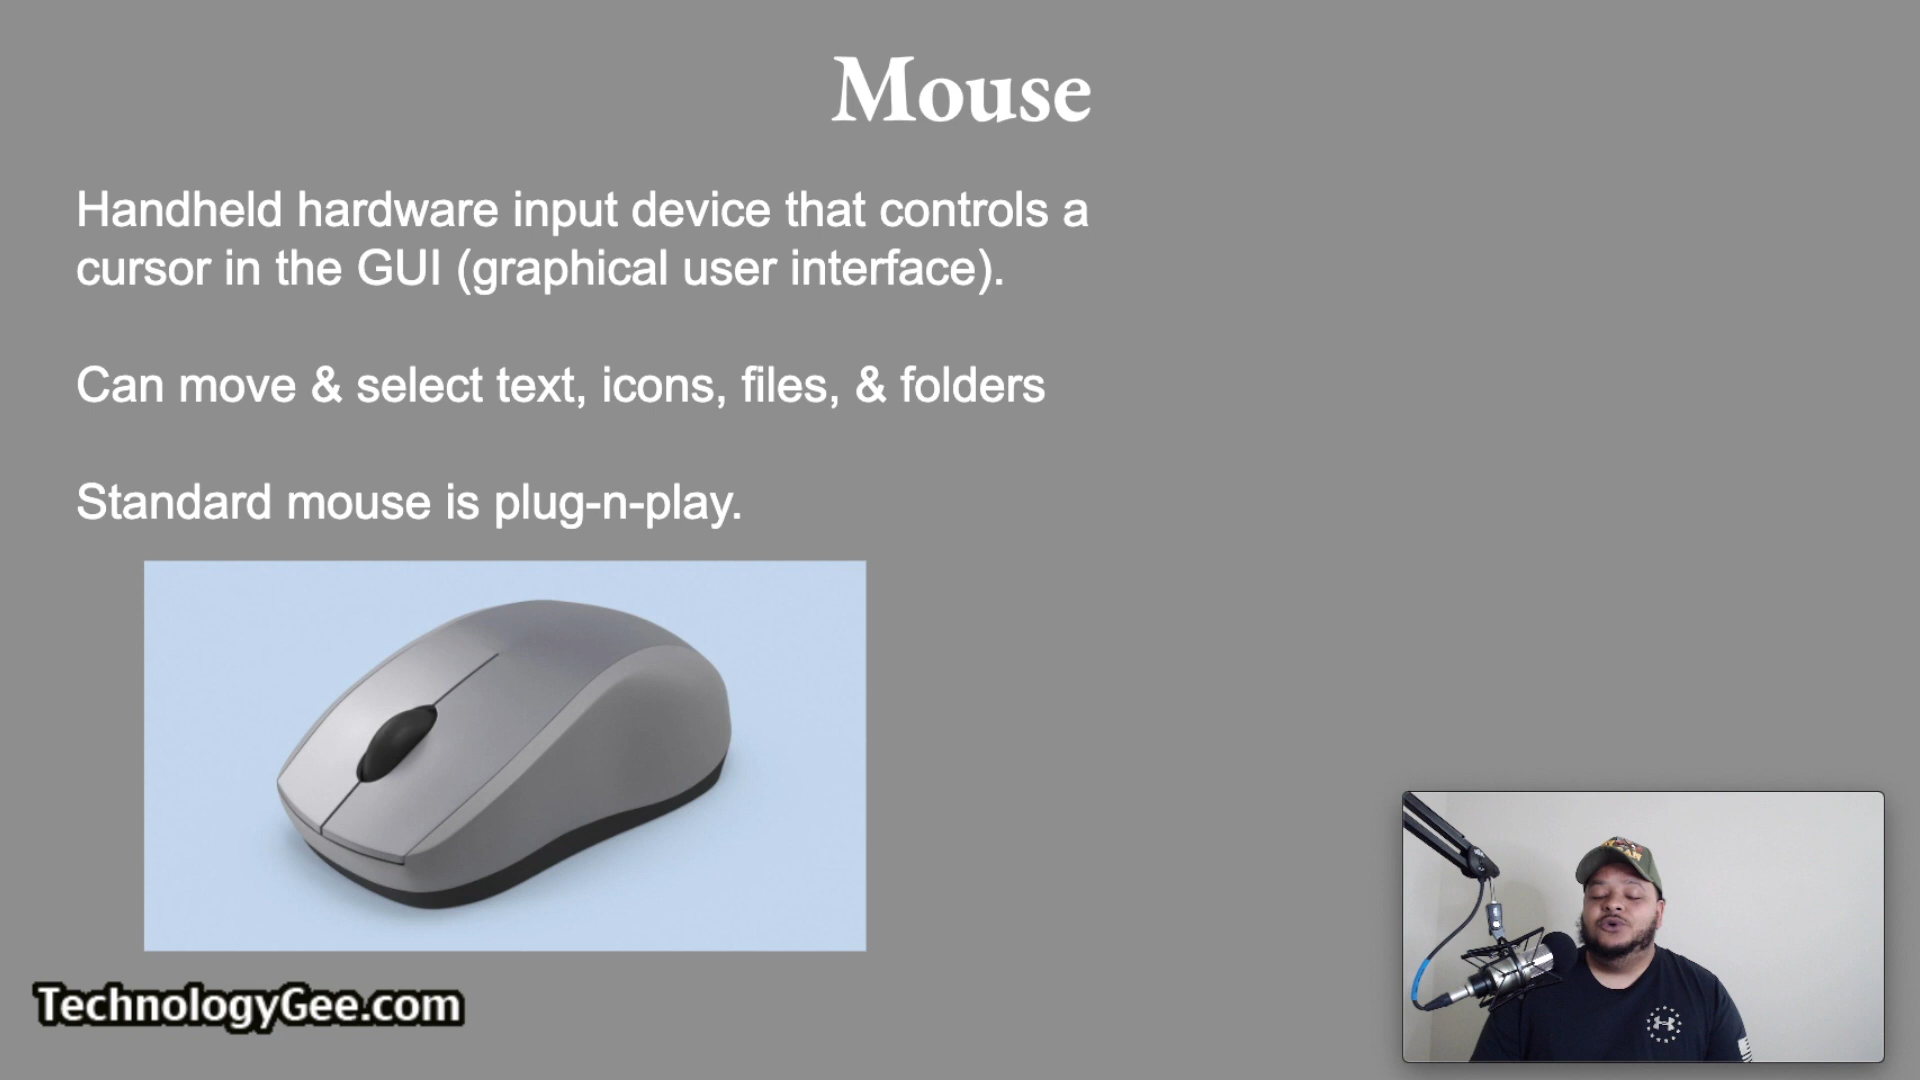 Mouse
Handheld hardware input device that controls a
cursor in the GUI (graphical user interface).
Can move & select text, icons, files, & folders
Standard mouse is plug-n-play.
TechnologyGee.com